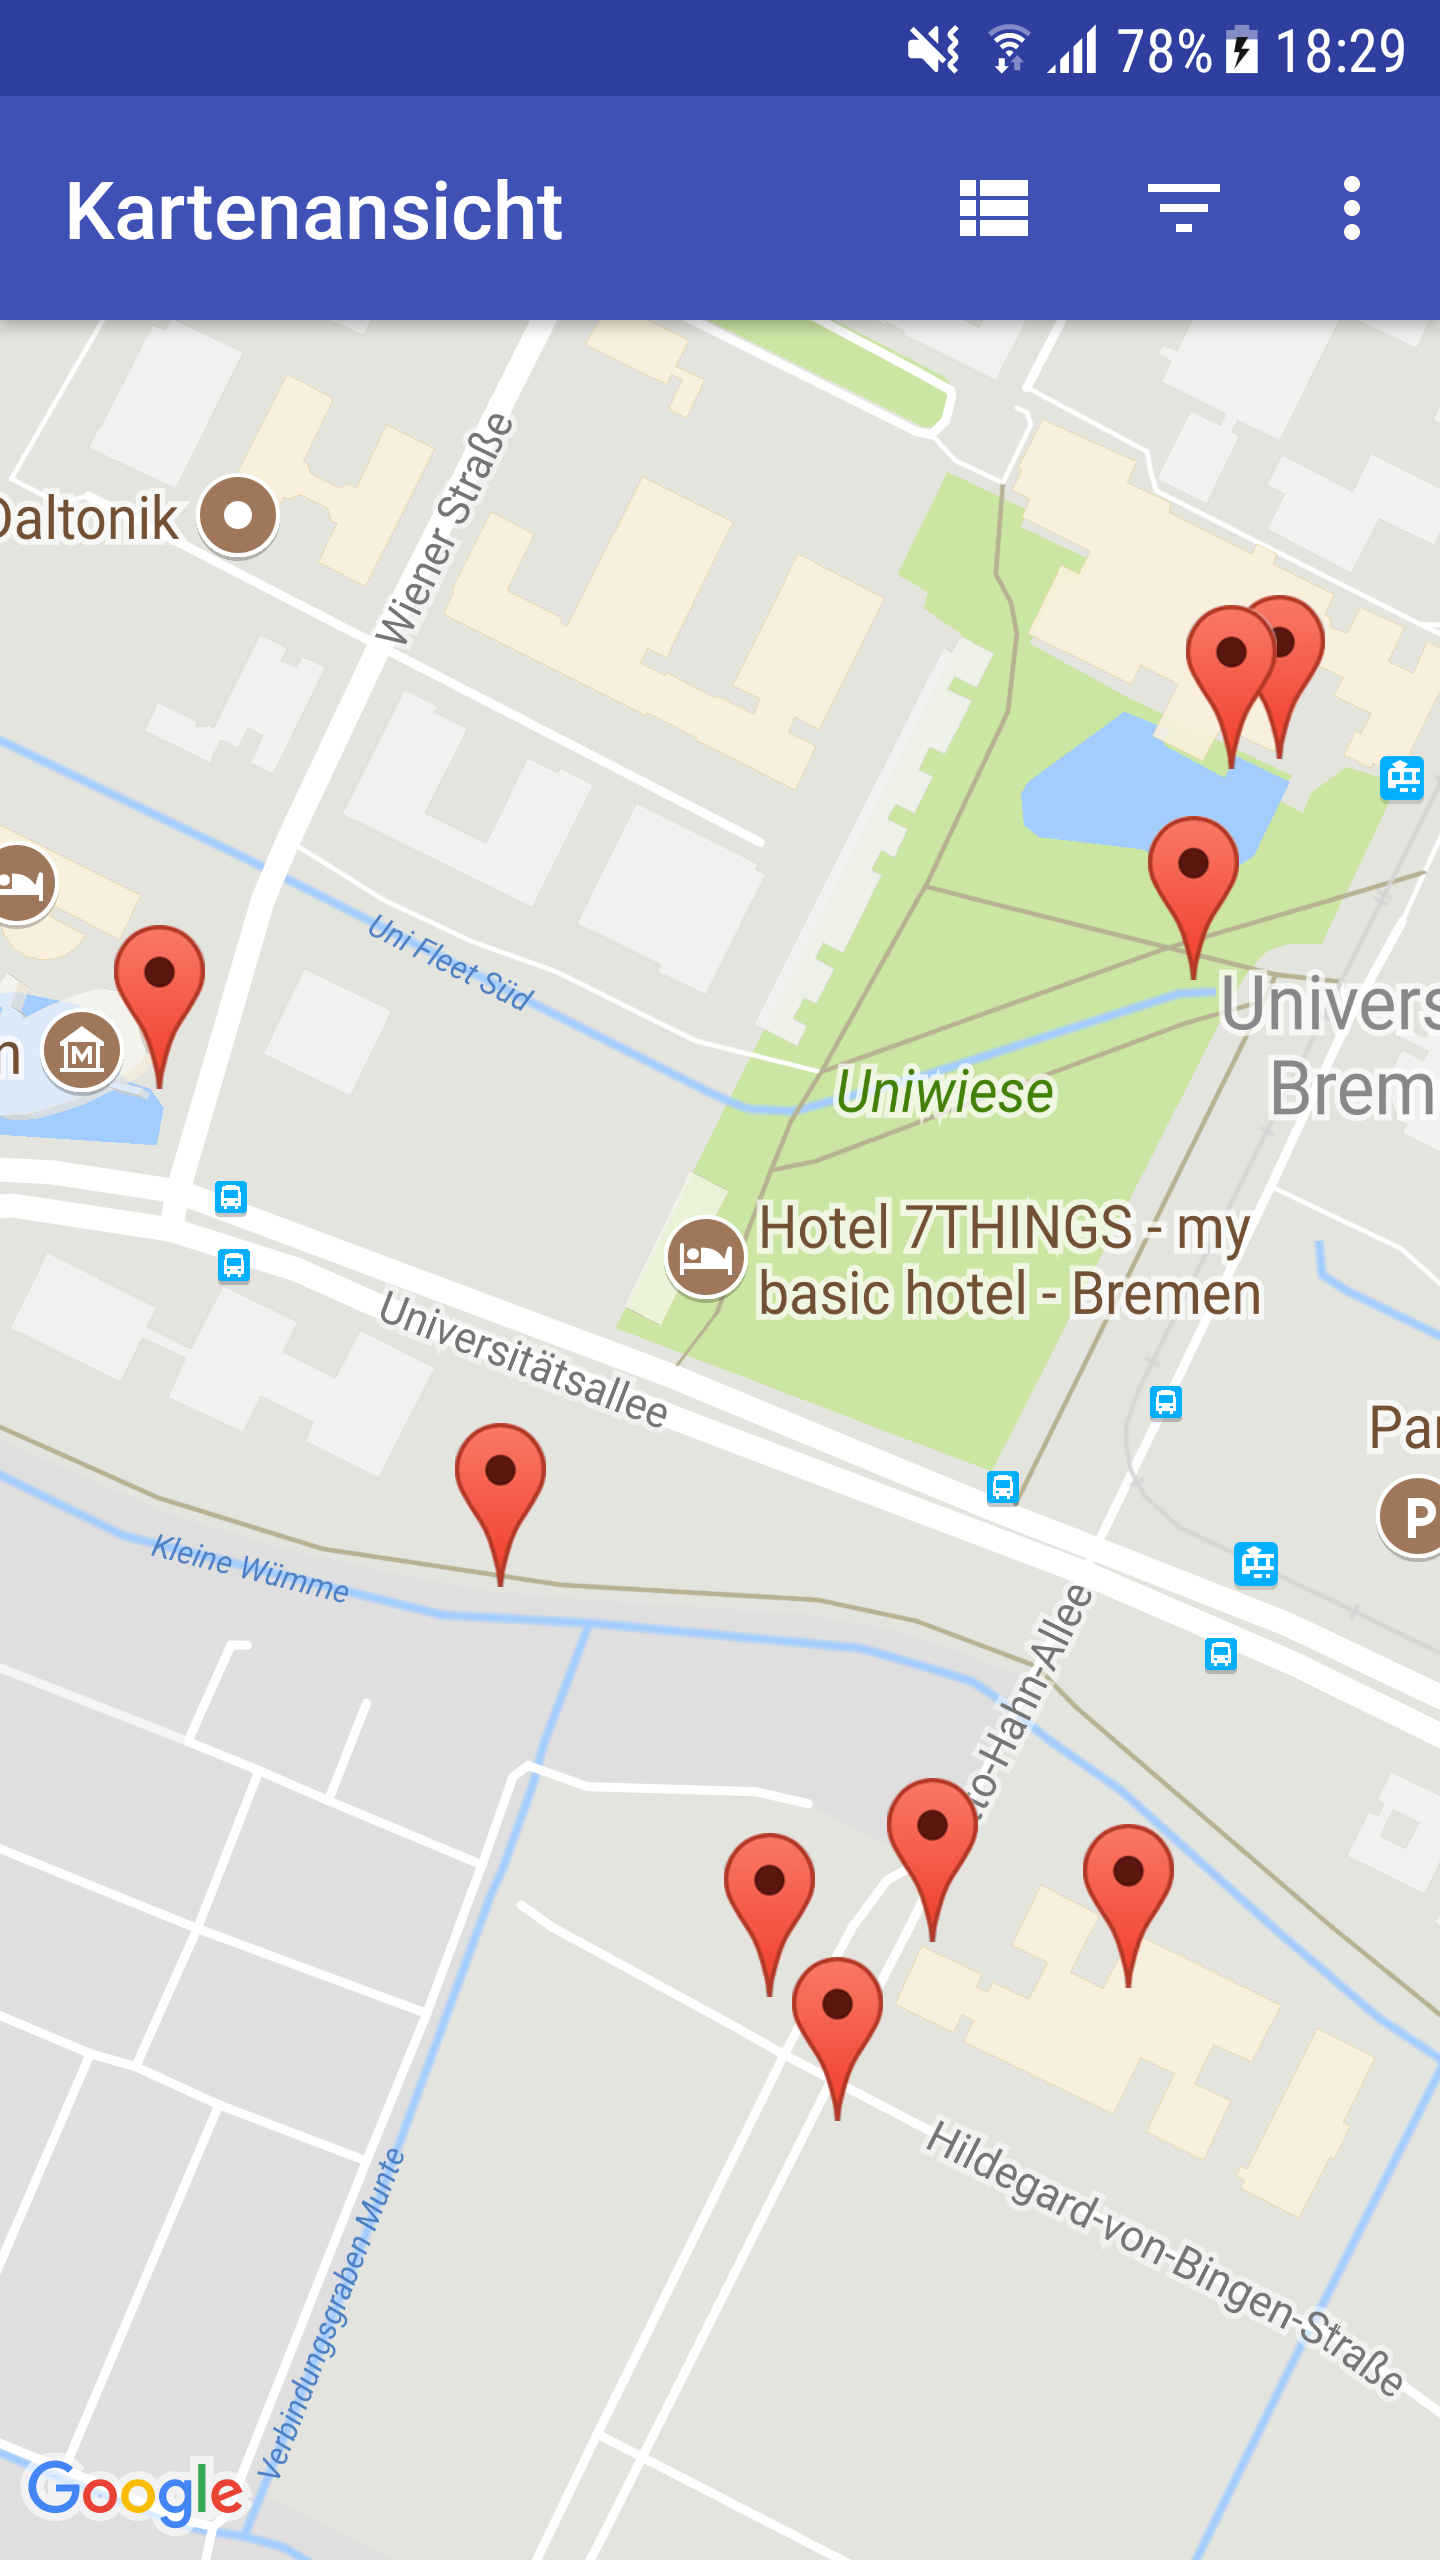 78% 18:29
Kartenansicht
Wiener Straße
Daltonik
Uni Fleet Süd
Univers
Brem
M
Uniwiese
Hotel 7THINGS - my
basic hotel - Bremen
Universitätsallee
Par
P
Kleine Wümme
tto-Hahn-Allee
Hildegard-von-Bingen-Straße
Verbindungsgraben Munte
Google